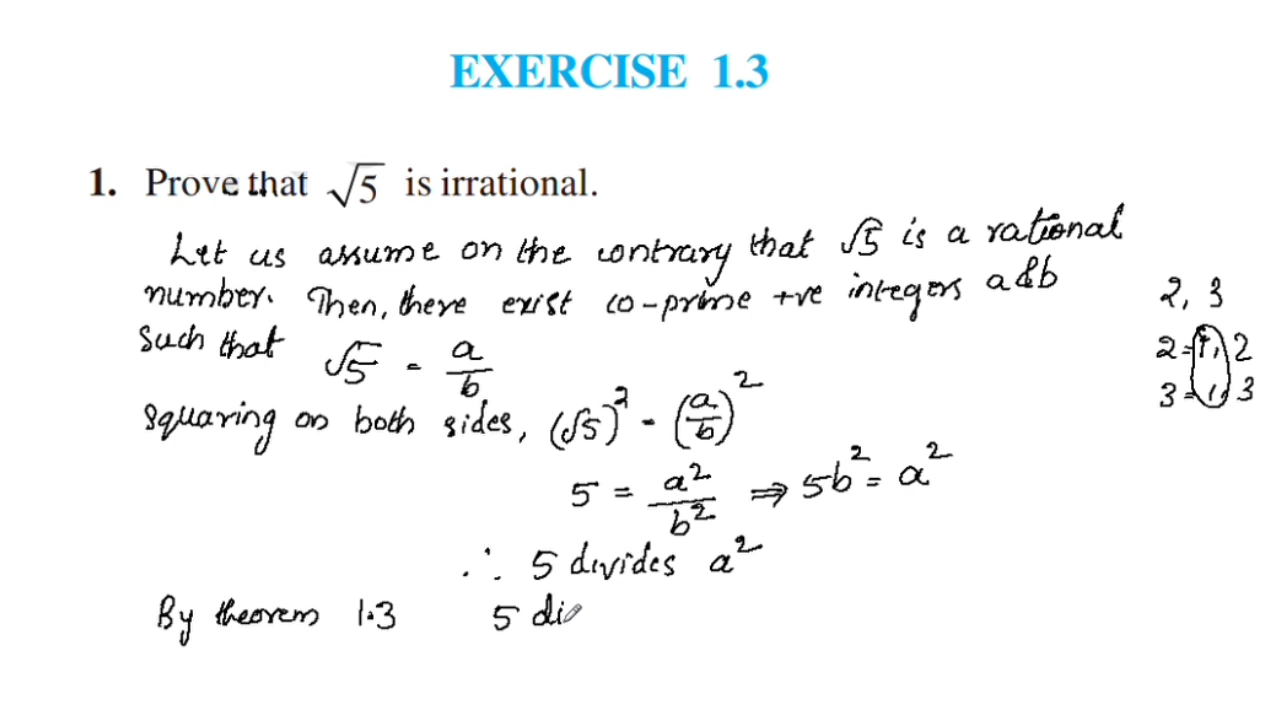 EXERCISE 1.3
1. Prove that √5 is irrational.
Let us assume on the contrary that √5 is a rational
number. Then, there exist co-prime +ve integers a & b
such that √5 = a/b
Squaring on both sides, (√5)² = (a/b)²
5 = a²/b² ⇒ 5b² = a²
∴ 5 divides a²
By theorem 1.3 5 di
2, 3
2 = 1, 2
3 = 1, 3